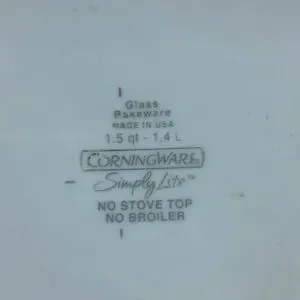 Glass
Bakeware
MADE IN USA
1.5 qt - 1.4 L
CORNINGWARE
Simply Lite™
NO STOVE TOP
NO BROILER